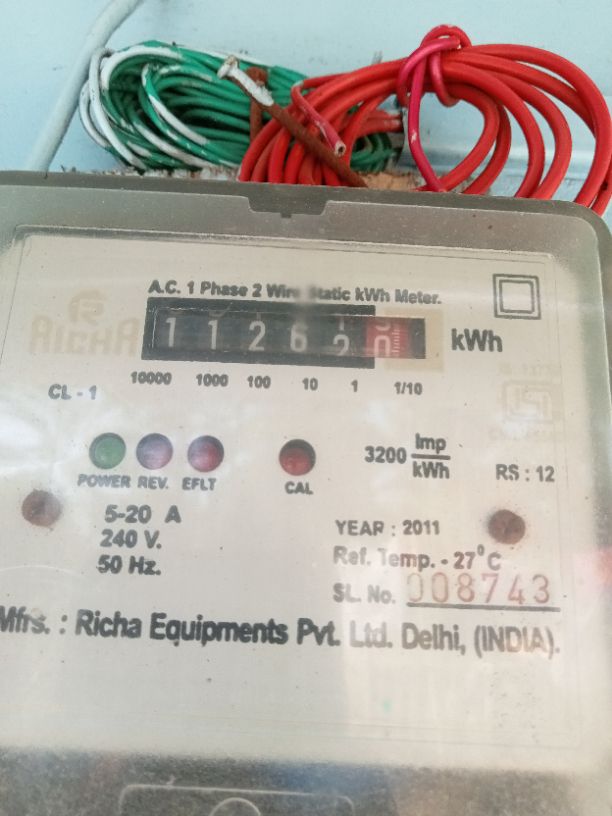 A.C. 1 Phase 2 Wire Static kWh Meter.
RICHA
11262 0 kWh
10000 1000 100 10 1 1/10
CL - 1
3200 Imp/kWh
RS : 12
POWER REV. EFLT CAL
5-20 A
240 V.
50 Hz.
YEAR : 2011
Ref. Temp. - 27°C
SL. No. 008743
Mfrs. : Richa Equipments Pvt. Ltd. Delhi, (INDIA).